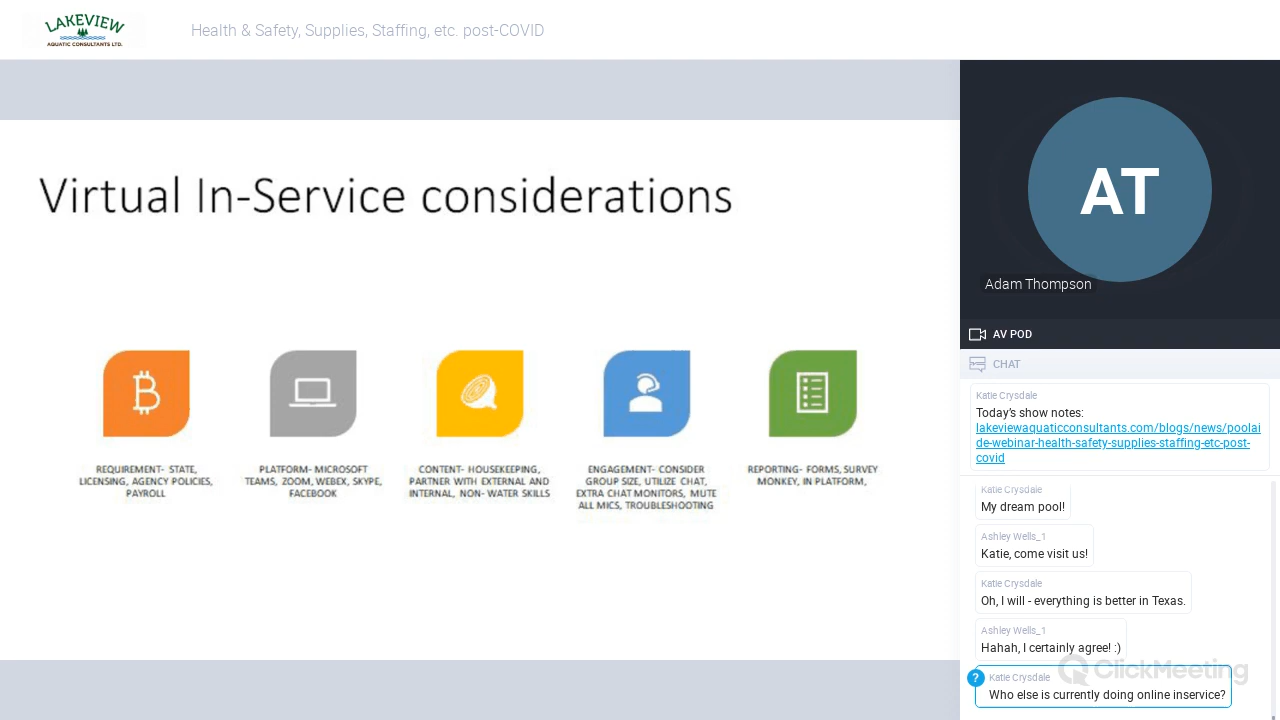 LAKEVIEW
AQUATIC CONSULTANTS LTD.
Health & Safety, Supplies, Staffing, etc. post-COVID
Virtual In-Service considerations
REQUIREMENT- STATE,
LICENSING, AGENCY POLICIES,
PAYROLL
PLATFORM- MICROSOFT
TEAMS, ZOOM, WEBEX, SKYPE,
FACEBOOK
CONTENT- HOUSEKEEPING,
PARTNER WITH EXTERNAL AND
INTERNAL, NON- WATER SKILLS
ENGAGEMENT- CONSIDER
GROUP SIZE, UTILIZE CHAT,
EXTRA CHAT MONITORS, MUTE
ALL MICS, TROUBLESHOOTING
REPORTING- FORMS, SURVEY
MONKEY, IN PLATFORM,
AT
Adam Thompson
AV POD
CHAT
Katie Crysdale
Today's show notes:
lakeviewaquaticconsultants.com/blogs/news/poolai
de-webinar-health-safety-supplies-staffing-etc-post-
covid
Katie Crysdale
My dream pool!
Ashley Wells_1
Katie, come visit us!
Katie Crysdale
Oh, I will - everything is better in Texas.
Ashley Wells_1
Hahah, I certainly agree! :)
ClickMeeting
?
Katie Crysdale
Who else is currently doing online inservice?